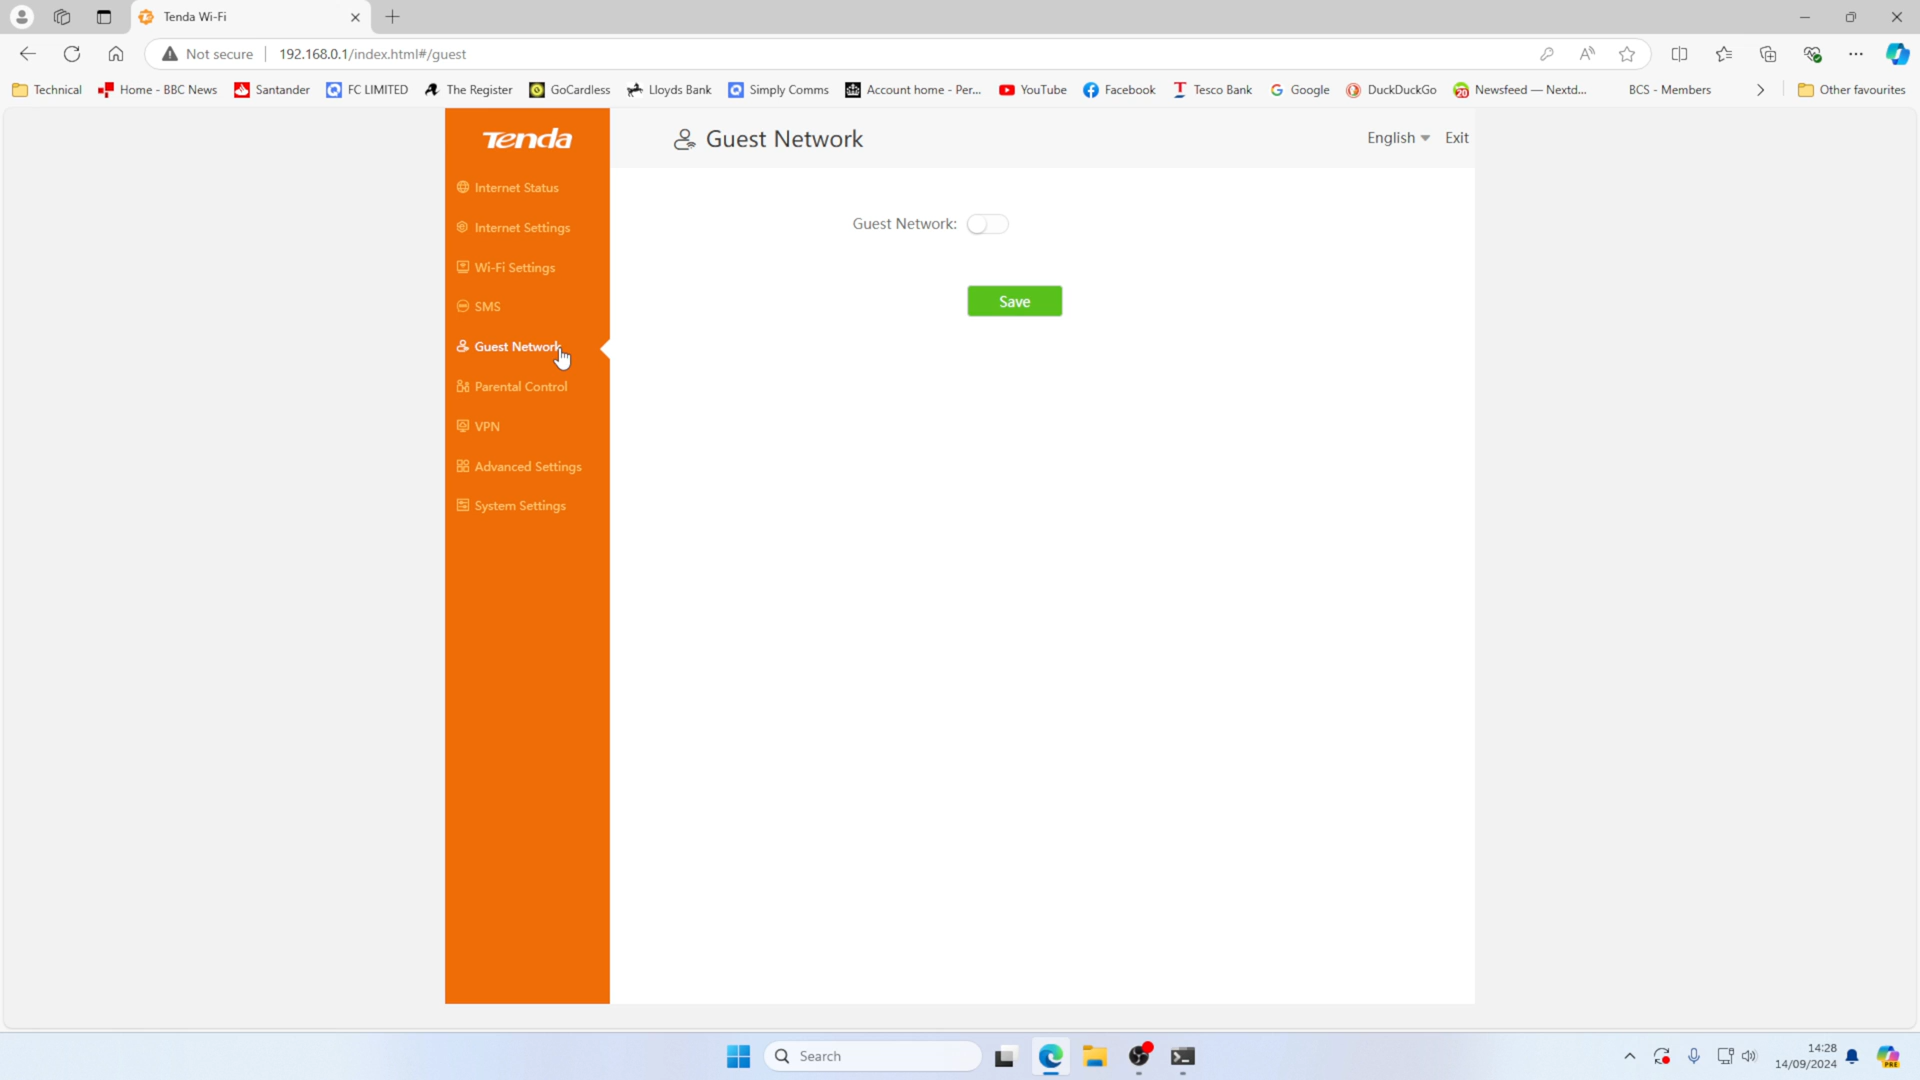 Tenda Wi-Fi
Not secure
192.168.0.1/index.html#/guest
Technical
Home - BBC News
Santander
FC LIMITED
The Register
GoCardless
Lloyds Bank
Simply Comms
Account home - Per...
YouTube
Facebook
Tesco Bank
Google
DuckDuckGo
Newsfeed — Nextd...
BCS - Members
Other favourites
Tenda
Guest Network
English
Exit
Internet Status
Internet Settings
Wi-Fi Settings
SMS
Guest Network
Parental Control
VPN
Advanced Settings
System Settings
Guest Network:
Save
Search
14:28
14/09/2024
PRE